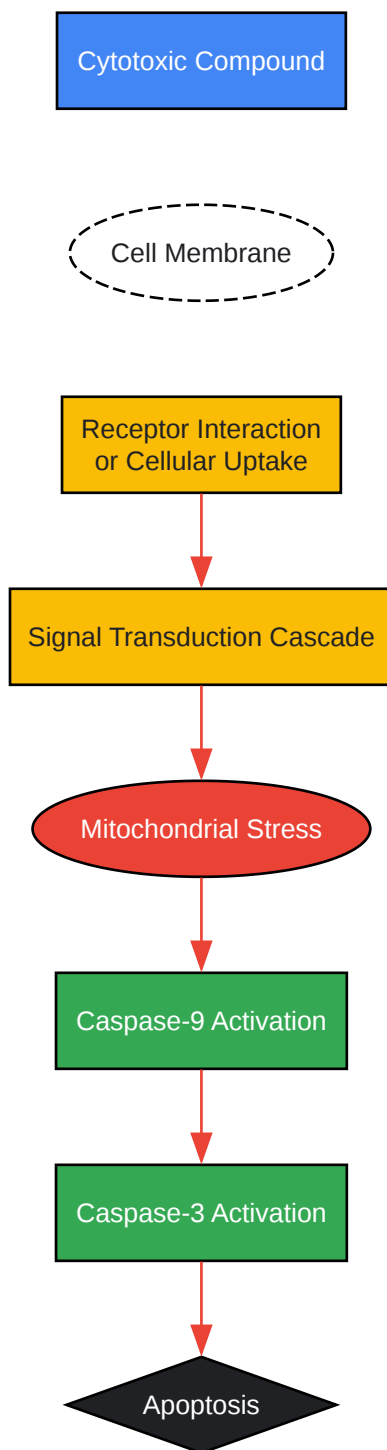 Cytotoxic Compound
Cell Membrane
Receptor Interaction
or Cellular Uptake
Signal Transduction Cascade
Mitochondrial Stress
Caspase-9 Activation
Caspase-3 Activation
Apoptosis